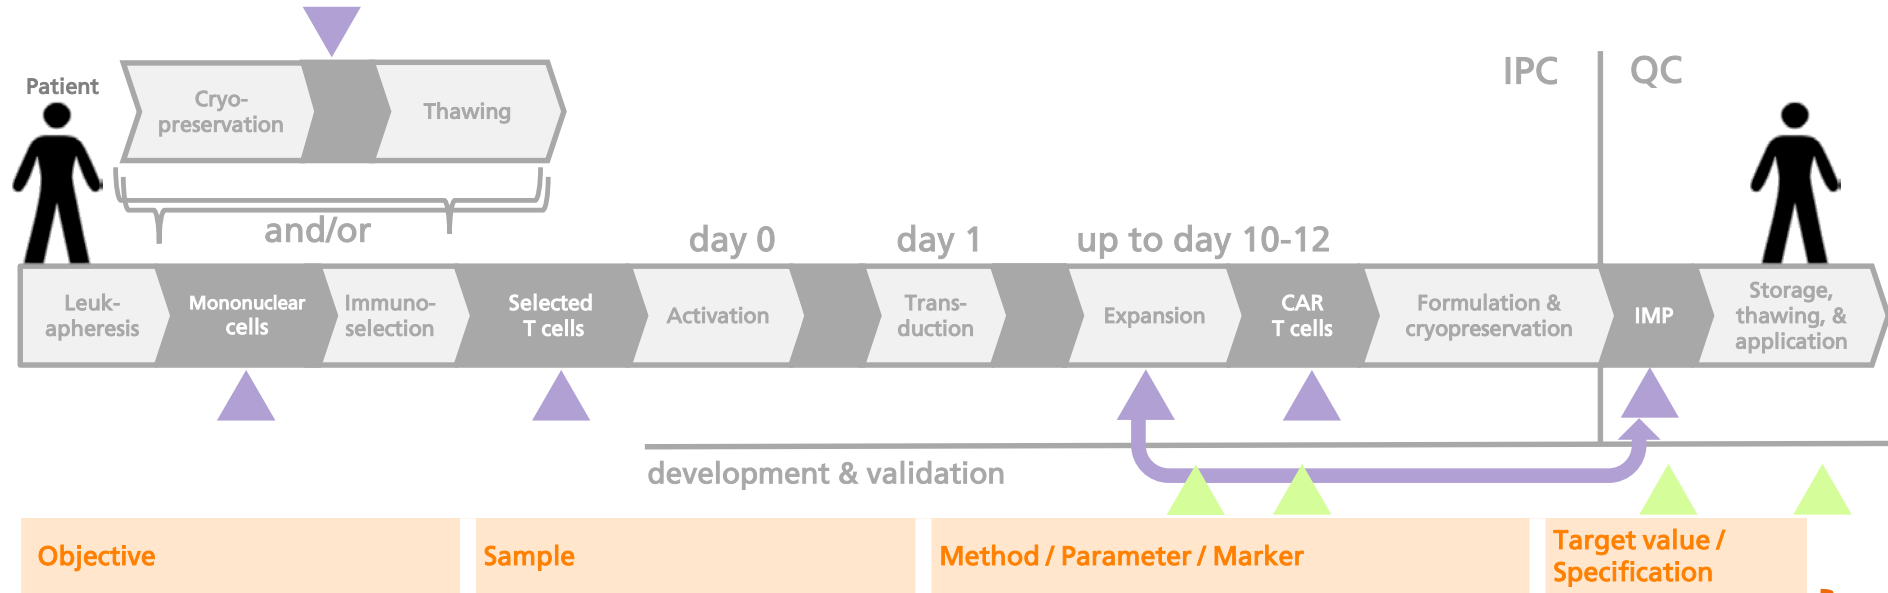 IPC
QC
Patient
Cryo-
preservation
Thawing
and/or
day 0
day 1
up to day 10-12
Leuk-
apheresis
Mononuclear
cells
Immuno-
selection
Selected
T cells
Activation
Trans-
duction
Expansion
CAR
T cells
Formulation &
cryopreservation
IMP
Storage,
thawing, &
application
development & validation
Objective
Sample
Method / Parameter / Marker
Target value /
Specification